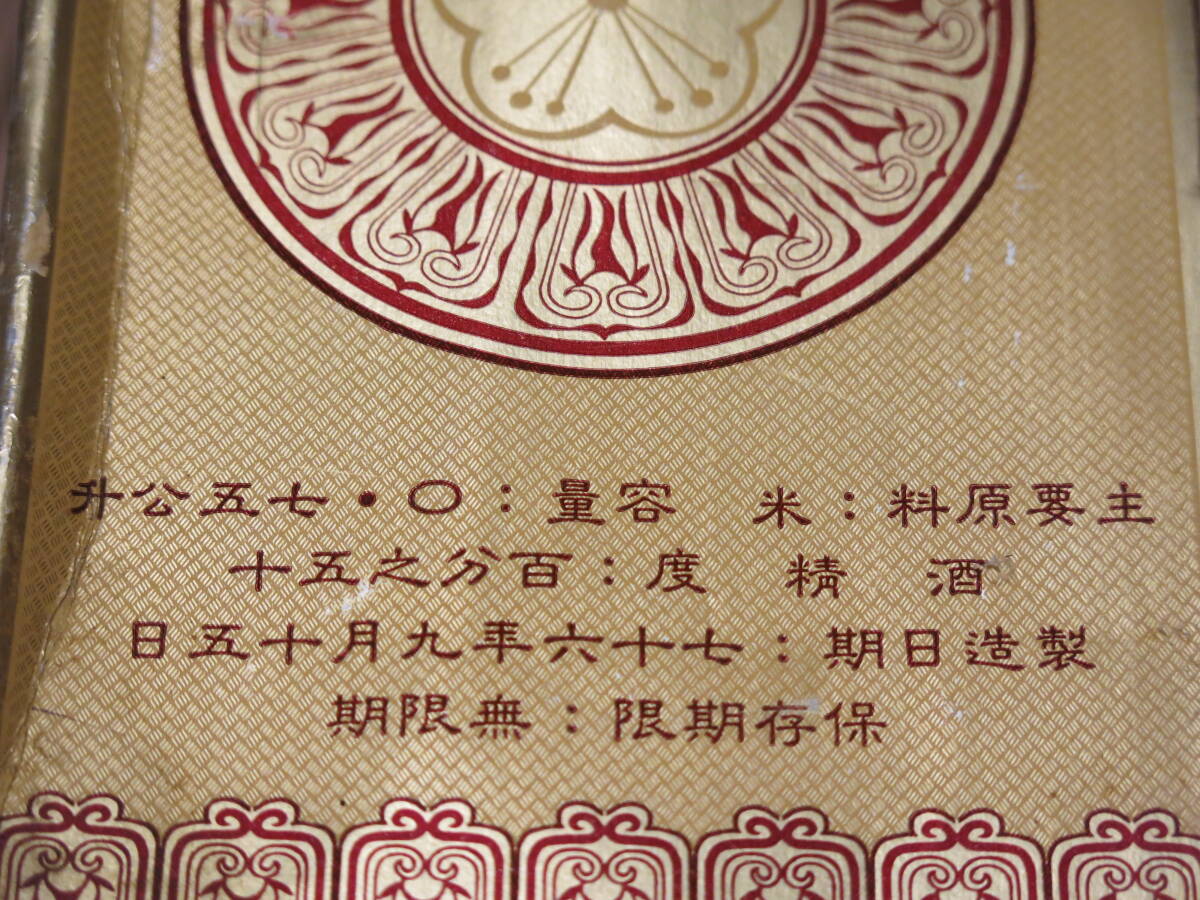 主要原料：米　容量：〇・七五公升
酒　精　度：百分之五十
製造日期：七十六年九月十五日
保存期限：無限期